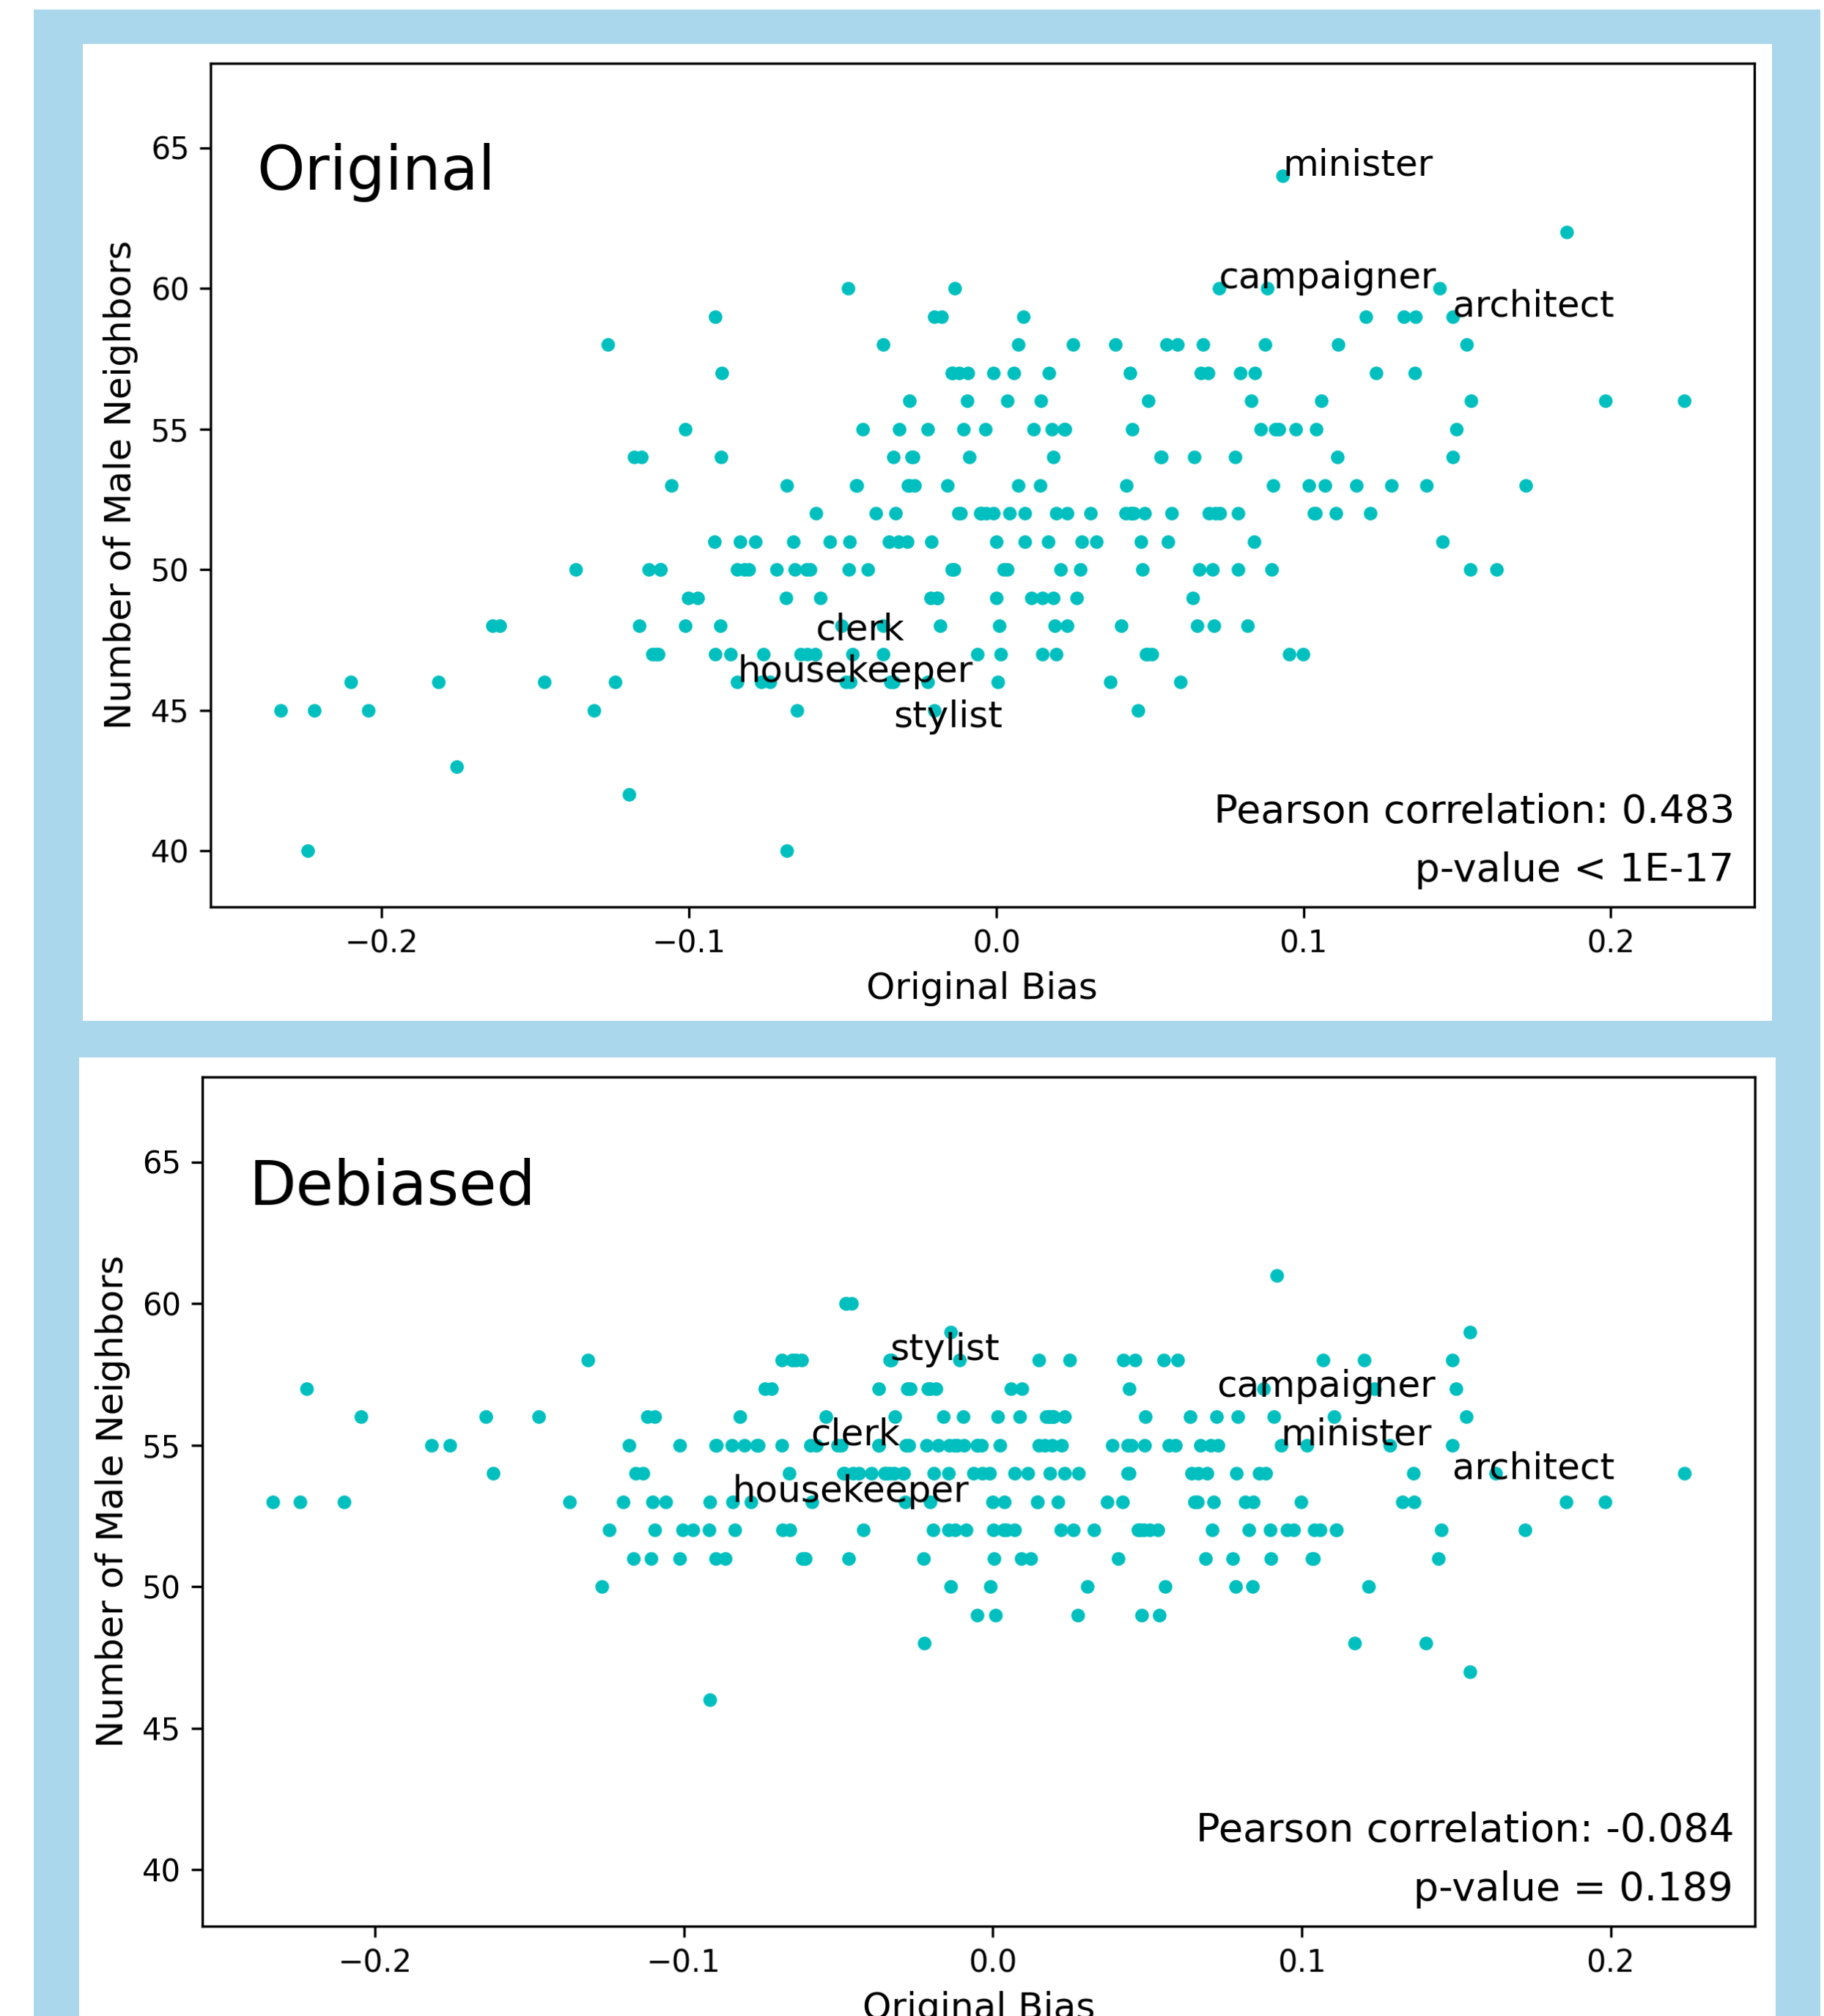 Original
minister
campaigner
architect
clerk
housekeeper
stylist
Pearson correlation: 0.483
p-value < 1E-17
65
60
55
50
45
40
Number of Male Neighbors
−0.2 −0.1 0.0 0.1 0.2
Original Bias
Debiased
stylist
campaigner
clerk
minister
architect
housekeeper
Pearson correlation: -0.084
p-value = 0.189
65
60
55
50
45
40
Number of Male Neighbors
−0.2 −0.1 0.0 0.1 0.2
Original Bias